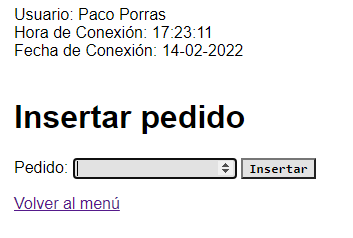 Usuario: Paco Porras
Hora de Conexión: 17:23:11
Fecha de Conexión: 14-02-2022
Insertar pedido
Pedido: Insertar
Volver al menú